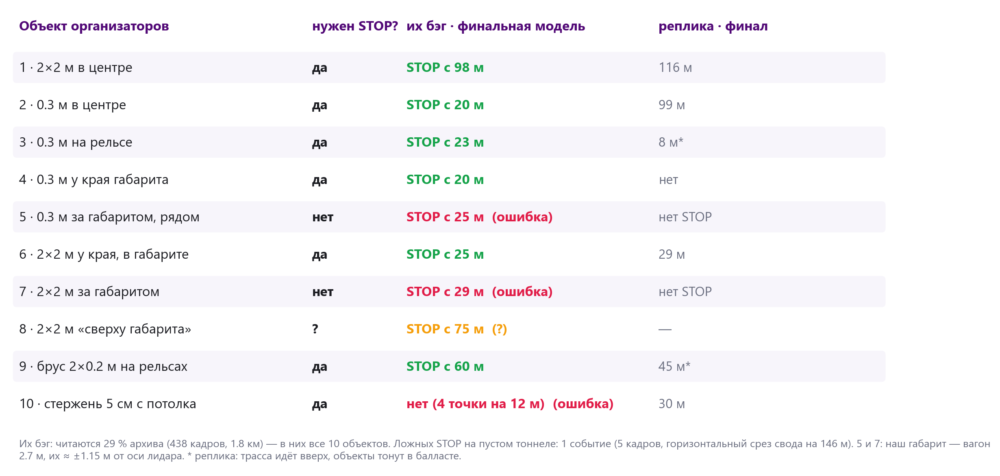 Объект организаторов нужен STOP? их бэг · финальная модель реплика · финал
1 · 2×2 м в центре да STOP с 98 м 116 м
2 · 0.3 м в центре да STOP с 20 м 99 м
3 · 0.3 м на рельсе да STOP с 23 м 8 м*
4 · 0.3 м у края габарита да STOP с 20 м нет
5 · 0.3 м за габаритом, рядом нет STOP с 25 м (ошибка) нет STOP
6 · 2×2 м у края, в габарите да STOP с 25 м 29 м
7 · 2×2 м за габаритом нет STOP с 29 м (ошибка) нет STOP
8 · 2×2 м «сверху габарита» ? STOP с 75 м (?) —
9 · брус 2×0.2 м на рельсах да STOP с 60 м 45 м*
10 · стержень 5 см с потолка да нет (4 точки на 12 м) (ошибка) 30 м
Их бэг: читаются 29 % архива (438 кадров, 1.8 км) — в них все 10 объектов. Ложных STOP на пустом тоннеле: 1 событие (5 кадров, горизонтальный срез свода на 146 м). 5 и 7: наш габарит — вагон
2.7 м, их ≈ ±1.15 м от оси лидара. * реплика: трасса идёт вверх, объекты тонут в балласте.